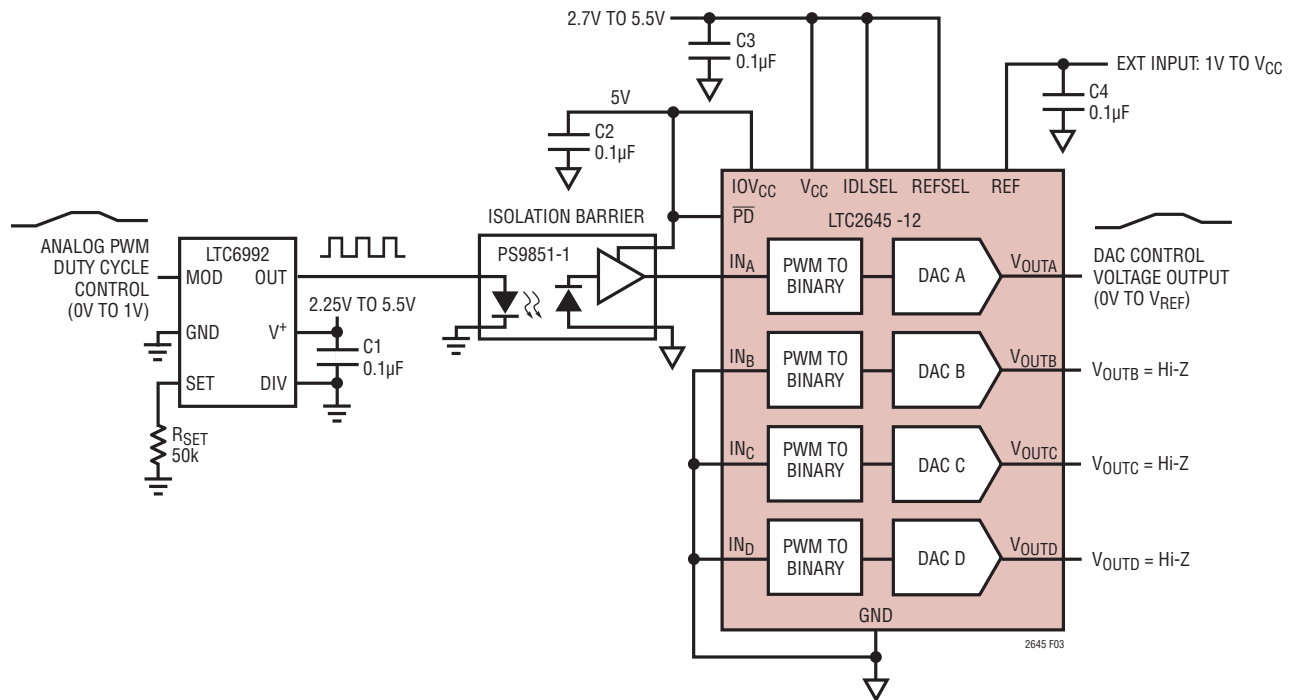 2.7V TO 5.5V
C3
0.1µF
EXT INPUT: 1V TO VCC
C4
0.1µF
5V
C2
0.1µF
IOVCC
VCC
IDLSEL
REFSEL
REF
PD
LTC2645 -12
ISOLATION BARRIER
PS9851-1
ANALOG PWM
DUTY CYCLE
CONTROL
(0V TO 1V)
LTC6992
MOD
OUT
GND
V+
SET
DIV
2.25V TO 5.5V
C1
0.1µF
RSET
50k
INA
PWM TO
BINARY
DAC A
VOUTA
DAC CONTROL
VOLTAGE OUTPUT
(0V TO VREF)
INB
PWM TO
BINARY
DAC B
VOUTB
VOUTB = Hi-Z
INC
PWM TO
BINARY
DAC C
VOUTC
VOUTC = Hi-Z
IND
PWM TO
BINARY
DAC D
VOUTD
VOUTD = Hi-Z
GND
2645 F03